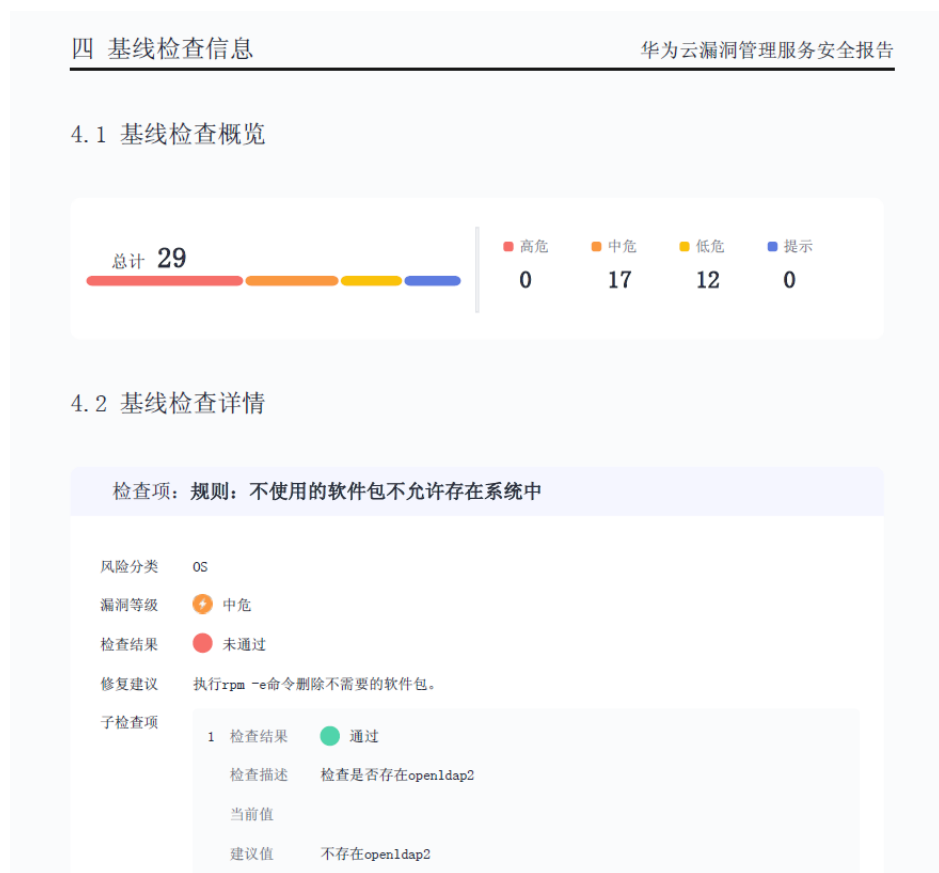 四 基线检查信息 华为云漏洞管理服务安全报告
4.1 基线检查概览
总计 29
高危 中危 低危 提示
0 17 12 0
4.2 基线检查详情
检查项: 规则: 不使用的软件包不允许存在系统中
风险分类 OS
漏洞等级 中危
检查结果 未通过
修复建议 执行rpm -e命令删除不需要的软件包。
子检查项
1 检查结果 通过
检查描述 检查是否存在openldap2
当前值
建议值 不存在openldap2